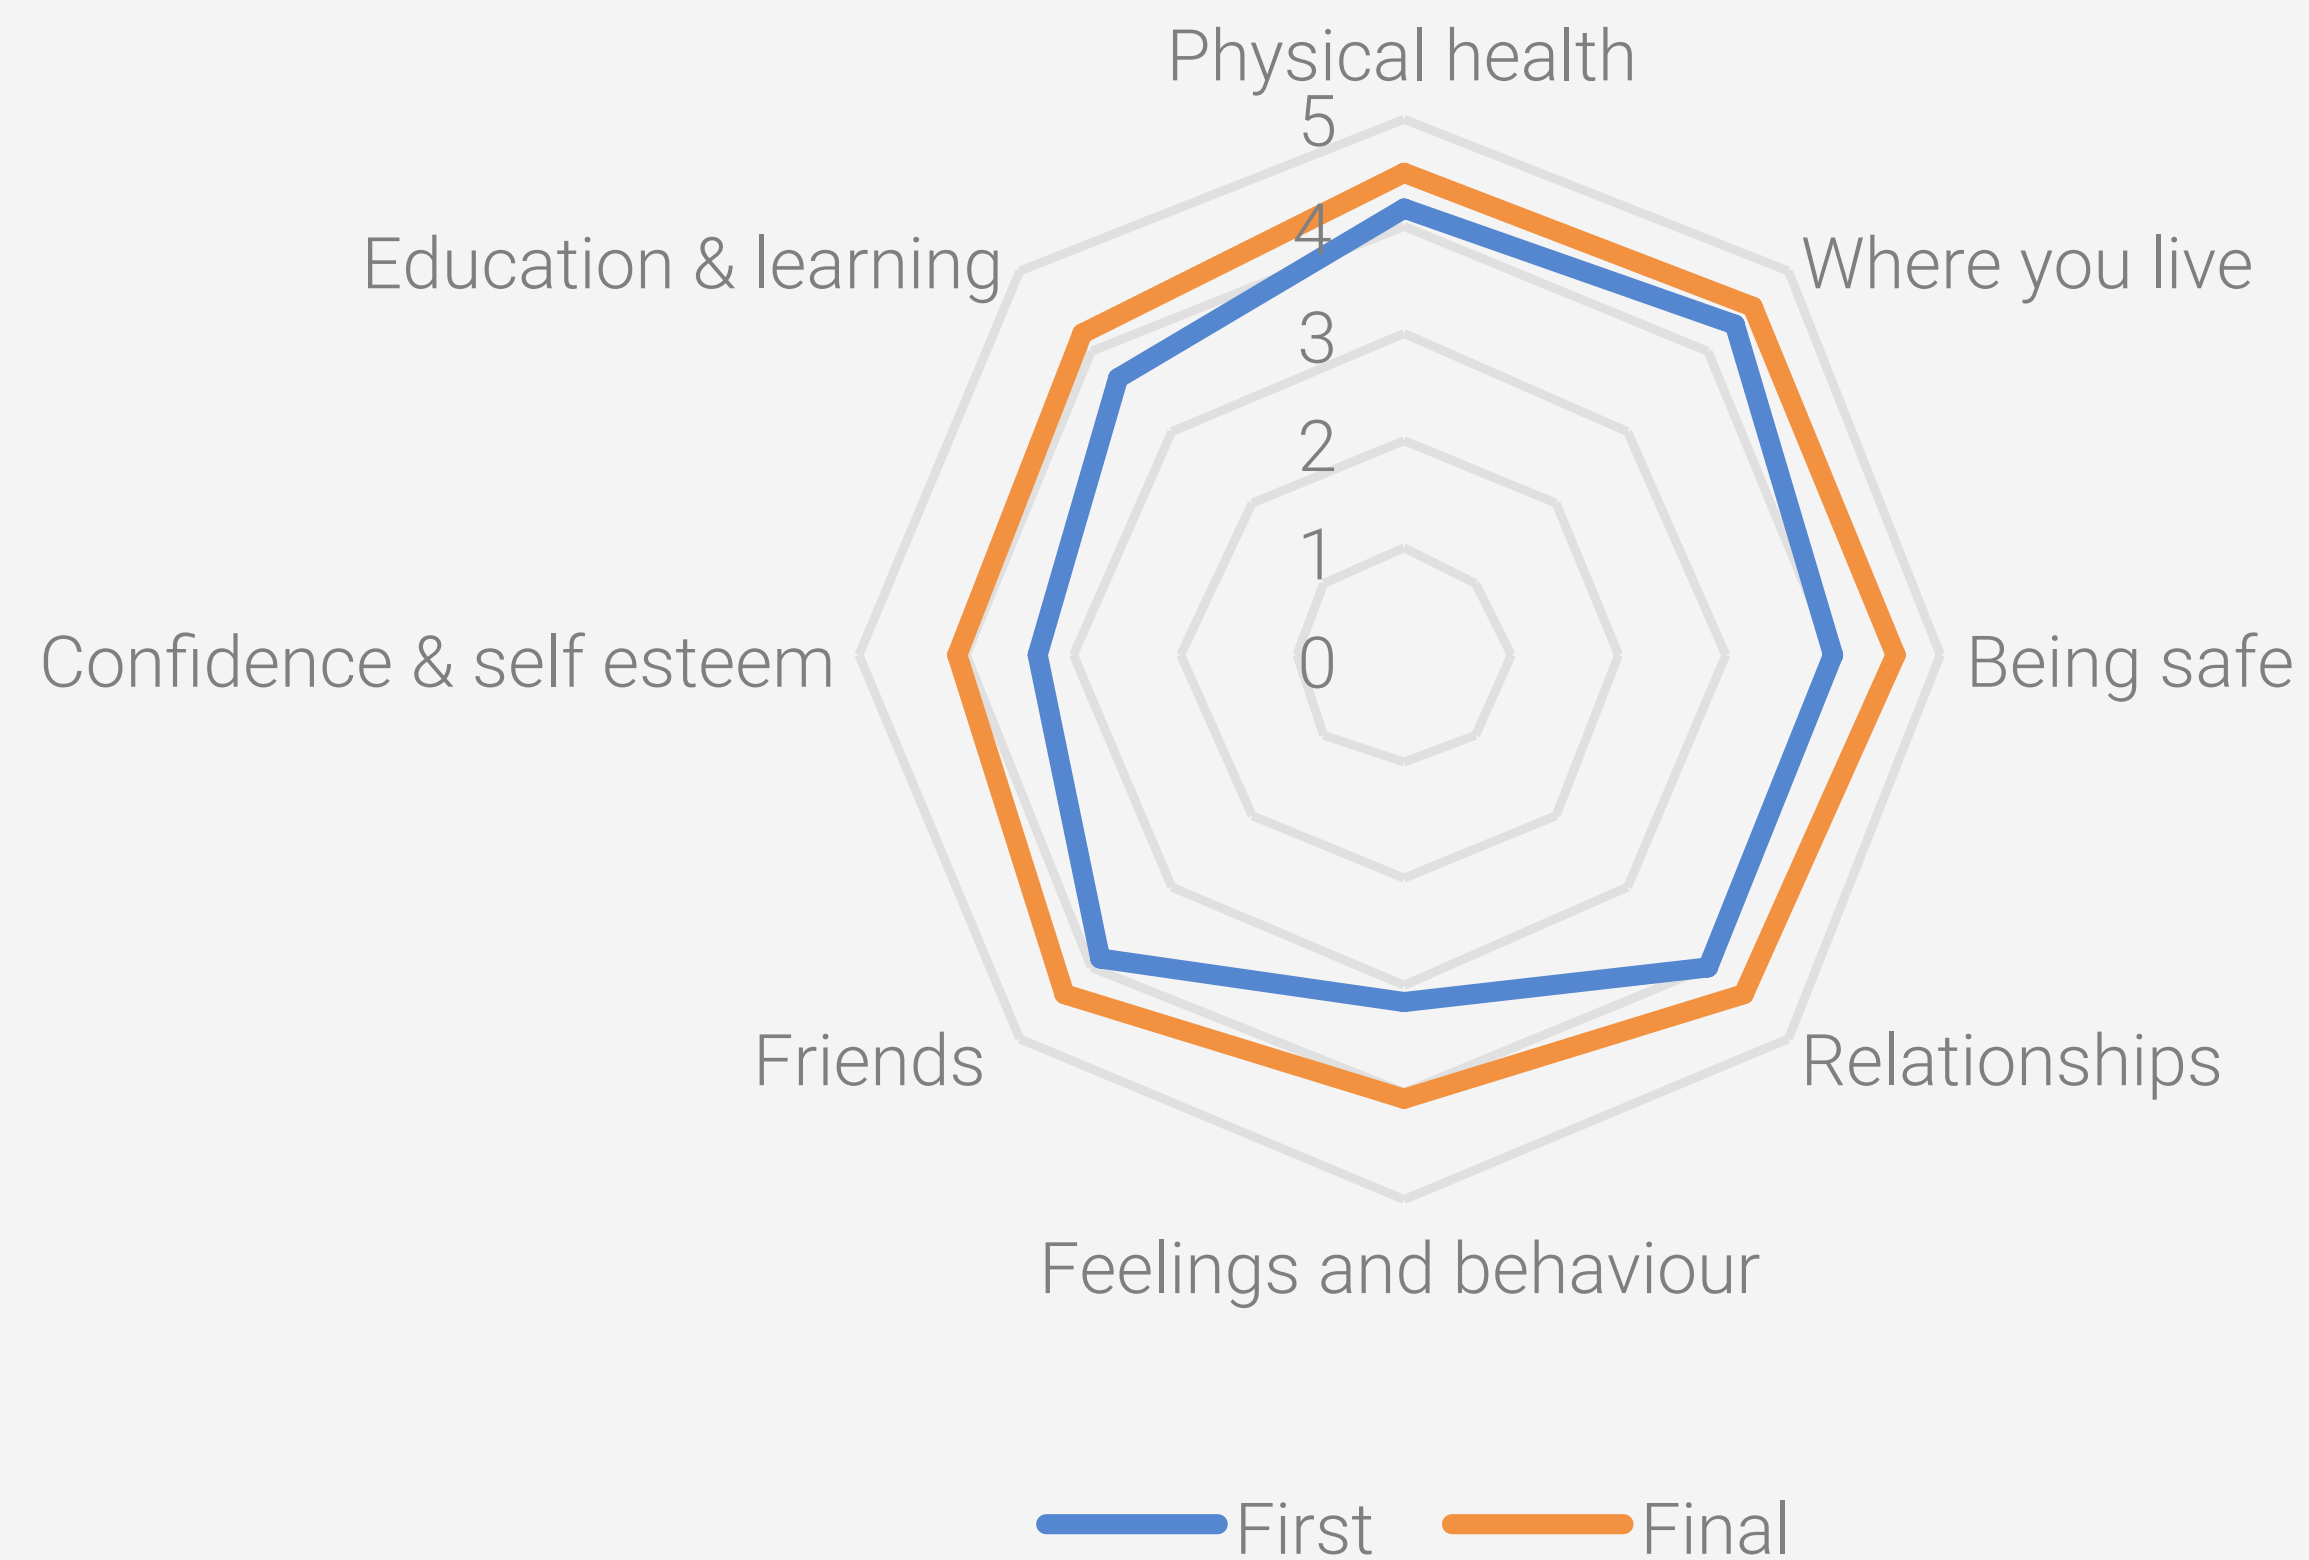 Physical health
5
Education & learning
4
Where you live
3
2
1
Confidence & self esteem
0
Being safe
Friends
Relationships
Feelings and behaviour
First
Final